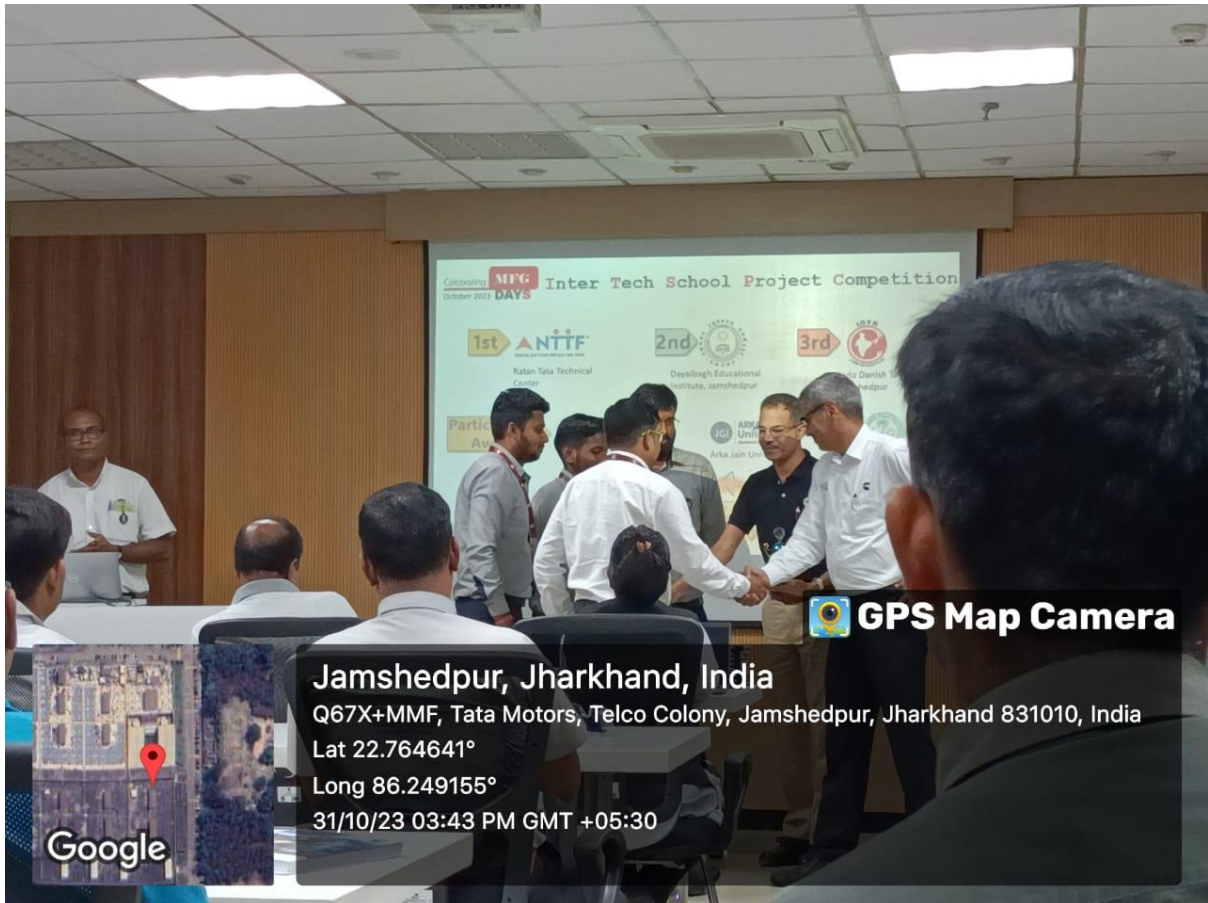 Celebrating MFG Inter Tech School Project Competition
October 2023 DAYS
1st NTTF 2nd 3rd IDTR
Ratan Tata Technical Center
Dayalbagh Educational Institute, Jamshedpur
Danish
JGI
Arka Jain
GPS Map Camera
Jamshedpur, Jharkhand, India
Q67X+MMF, Tata Motors, Telco Colony, Jamshedpur, Jharkhand 831010, India
Lat 22.764641°
Long 86.249155°
31/10/23 03:43 PM GMT +05:30
Google